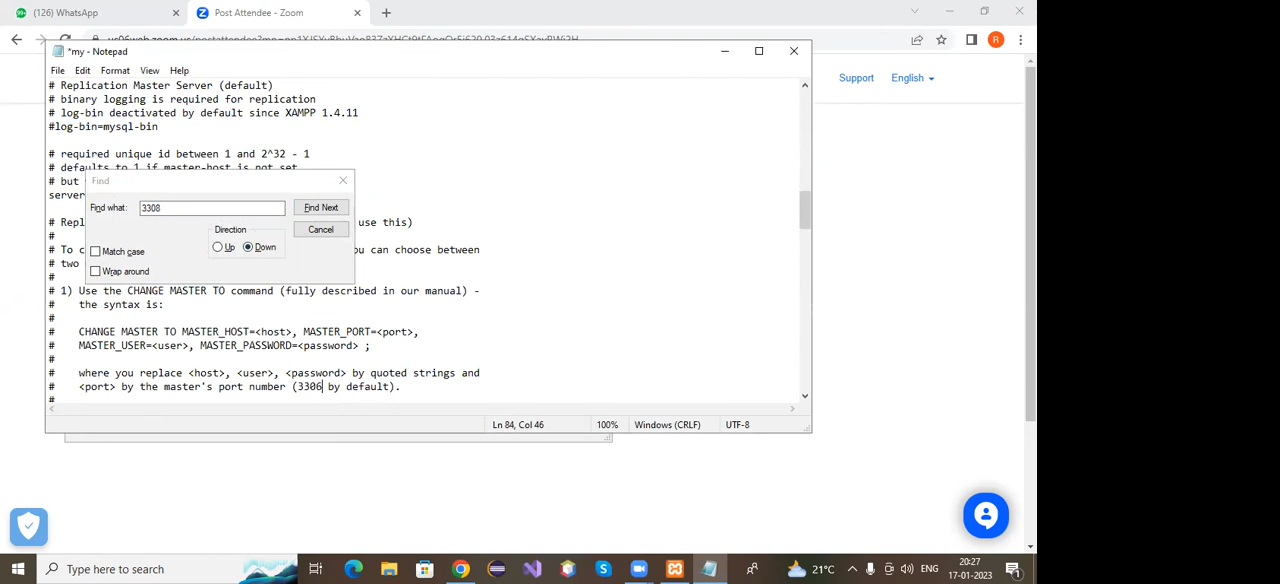 (126) WhatsApp
Post Attendee - Zoom
*my - Notepad
File Edit Format View Help
# Replication Master Server (default)
# binary logging is required for replication
# log-bin deactivated by default since XAMPP 1.4.11
#log-bin=mysql-bin
# required unique id between 1 and 2^32 - 1
# defaults to 1 if master-host is not set
# but
server
# Repl
use this)
# To c
ou can choose between
# two
#
# 1) Use the CHANGE MASTER TO command (fully described in our manual) -
# the syntax is:
#
# CHANGE MASTER TO MASTER_HOST=<host>, MASTER_PORT=<port>,
# MASTER_USER=<user>, MASTER_PASSWORD=<password> ;
#
# where you replace <host>, <user>, <password> by quoted strings and
# <port> by the master's port number (3306 by default).
#
Find
Find what: 3308 Find Next
Direction Cancel
Up Down
Match case
Wrap around
Ln 84, Col 46 100% Windows (CRLF) UTF-8
Support English
Type here to search
21°C ENG 20:27
17-01-2023